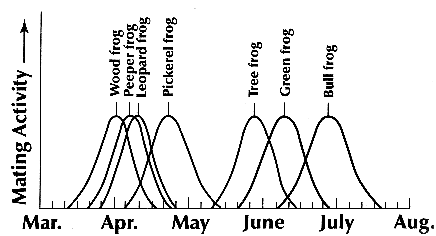 Mating Activity
Wood frog
Peeper frog
Leopard frog
Pickerel frog
Tree frog
Green frog
Bull frog
Mar. Apr. May June July Aug.